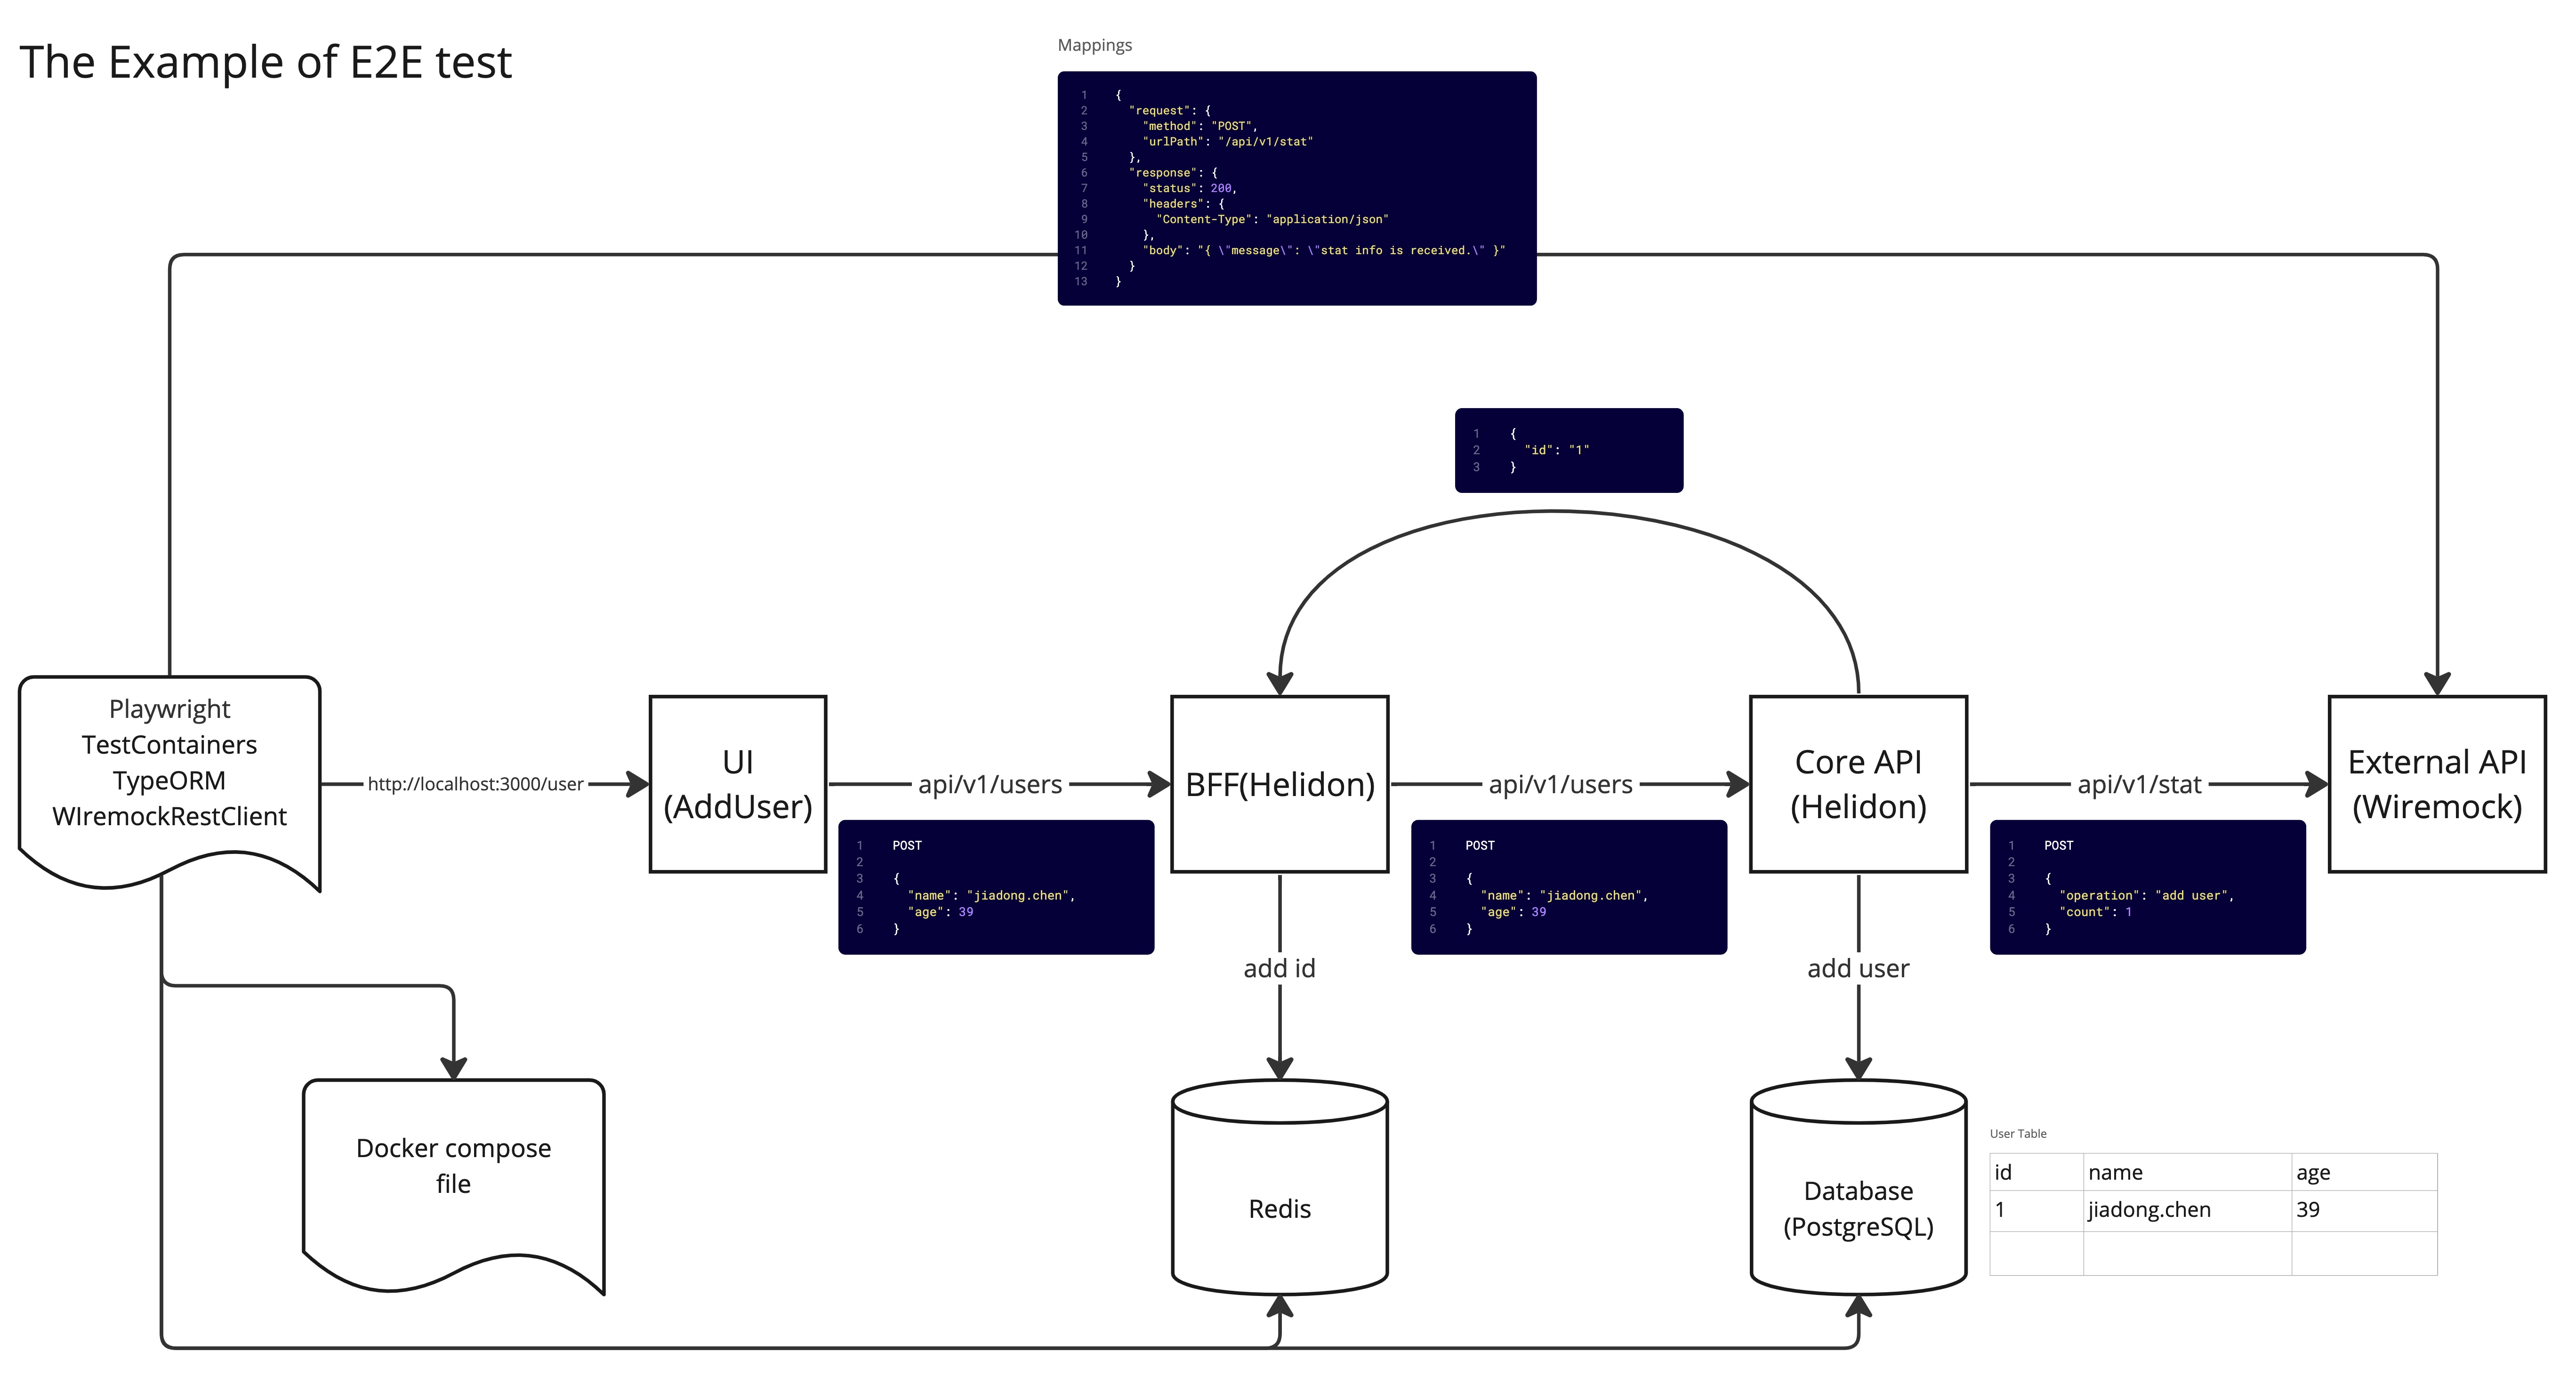 The Example of E2E test
Mappings
1 {
2 "request": {
3 "method": "POST",
4 "urlPath": "/api/v1/stat"
5 },
6 "response": {
7 "status": 200,
8 "headers": {
9 "Content-Type": "application/json"
10 },
11 "body": "{ \"message\": \"stat info is received.\" }"
12 }
13 }
1 {
2 "id": "1"
3 }
Playwright
TestContainers
TypeORM
WIremockRestClient
http://localhost:3000/user
UI
(AddUser)
api/v1/users
1 POST
2
3 {
4 "name": "jiadong.chen",
5 "age": 39
6 }
BFF(Helidon)
api/v1/users
1 POST
2
3 {
4 "name": "jiadong.chen",
5 "age": 39
6 }
Core API
(Helidon)
api/v1/stat
1 POST
2
3 {
4 "operation": "add user",
5 "count": 1
6 }
External API
(Wiremock)
add id
add user
Docker compose
file
Redis
Database
(PostgreSQL)
User Table
id name age
1 jiadong.chen 39